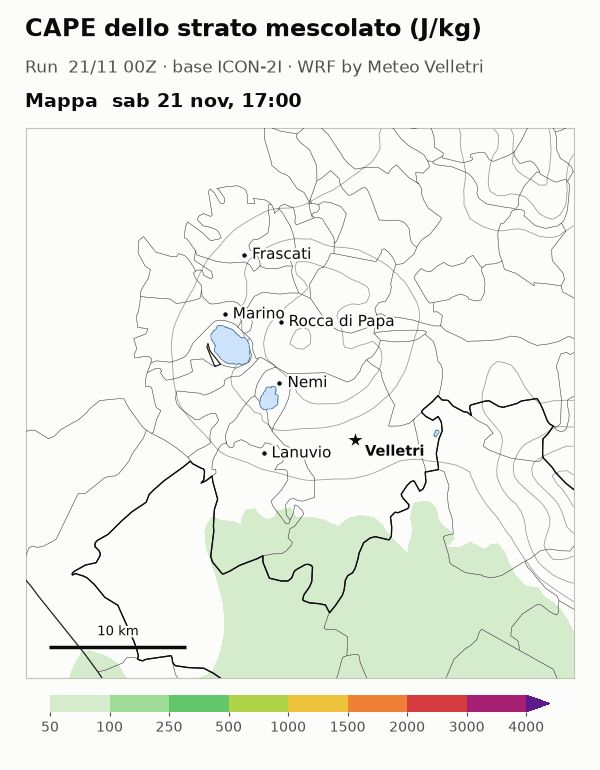 CAPE dello strato mescolato (J/kg)
Run  21/11 00Z · base ICON-2I · WRF by Meteo Velletri
Mappa  sab 21 nov, 17:00
Frascati
Marino
Rocca di Papa
Nemi
Velletri
Lanuvio
10 km
50 100 250 500 1000 1500 2000 3000 4000